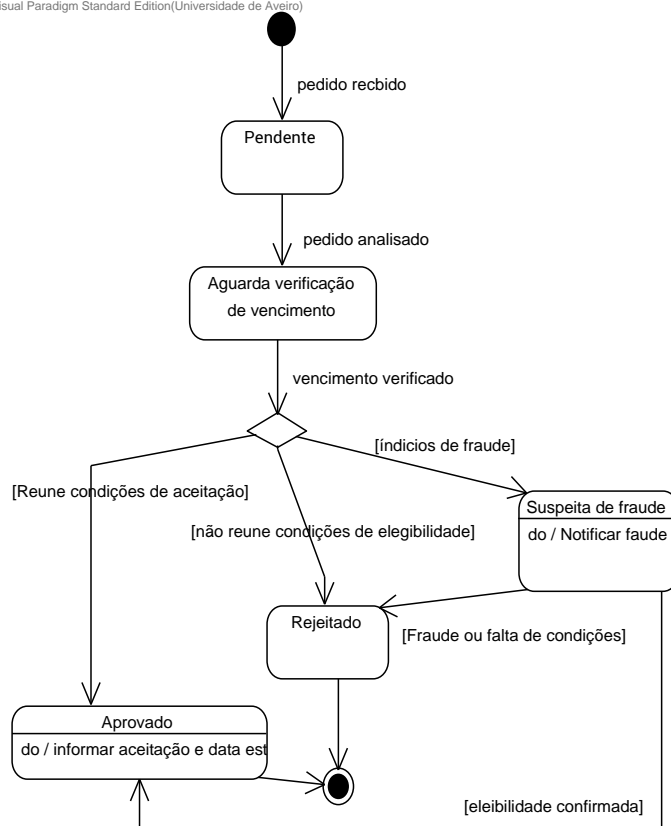 isual Paradigm Standard Edition(Universidade de Aveiro)
pedido recbido
Pendente
pedido analisado
Aguarda verificação
de vencimento
vencimento verificado
[índicios de fraude]
[Reune condições de aceitação]
Suspeita de fraude
[não reune condições de elegibilidade]
do / Notificar faude
Rejeitado
[Fraude ou falta de condições]
Aprovado
do / informar aceitação e data est
[eleibilidade confirmada]